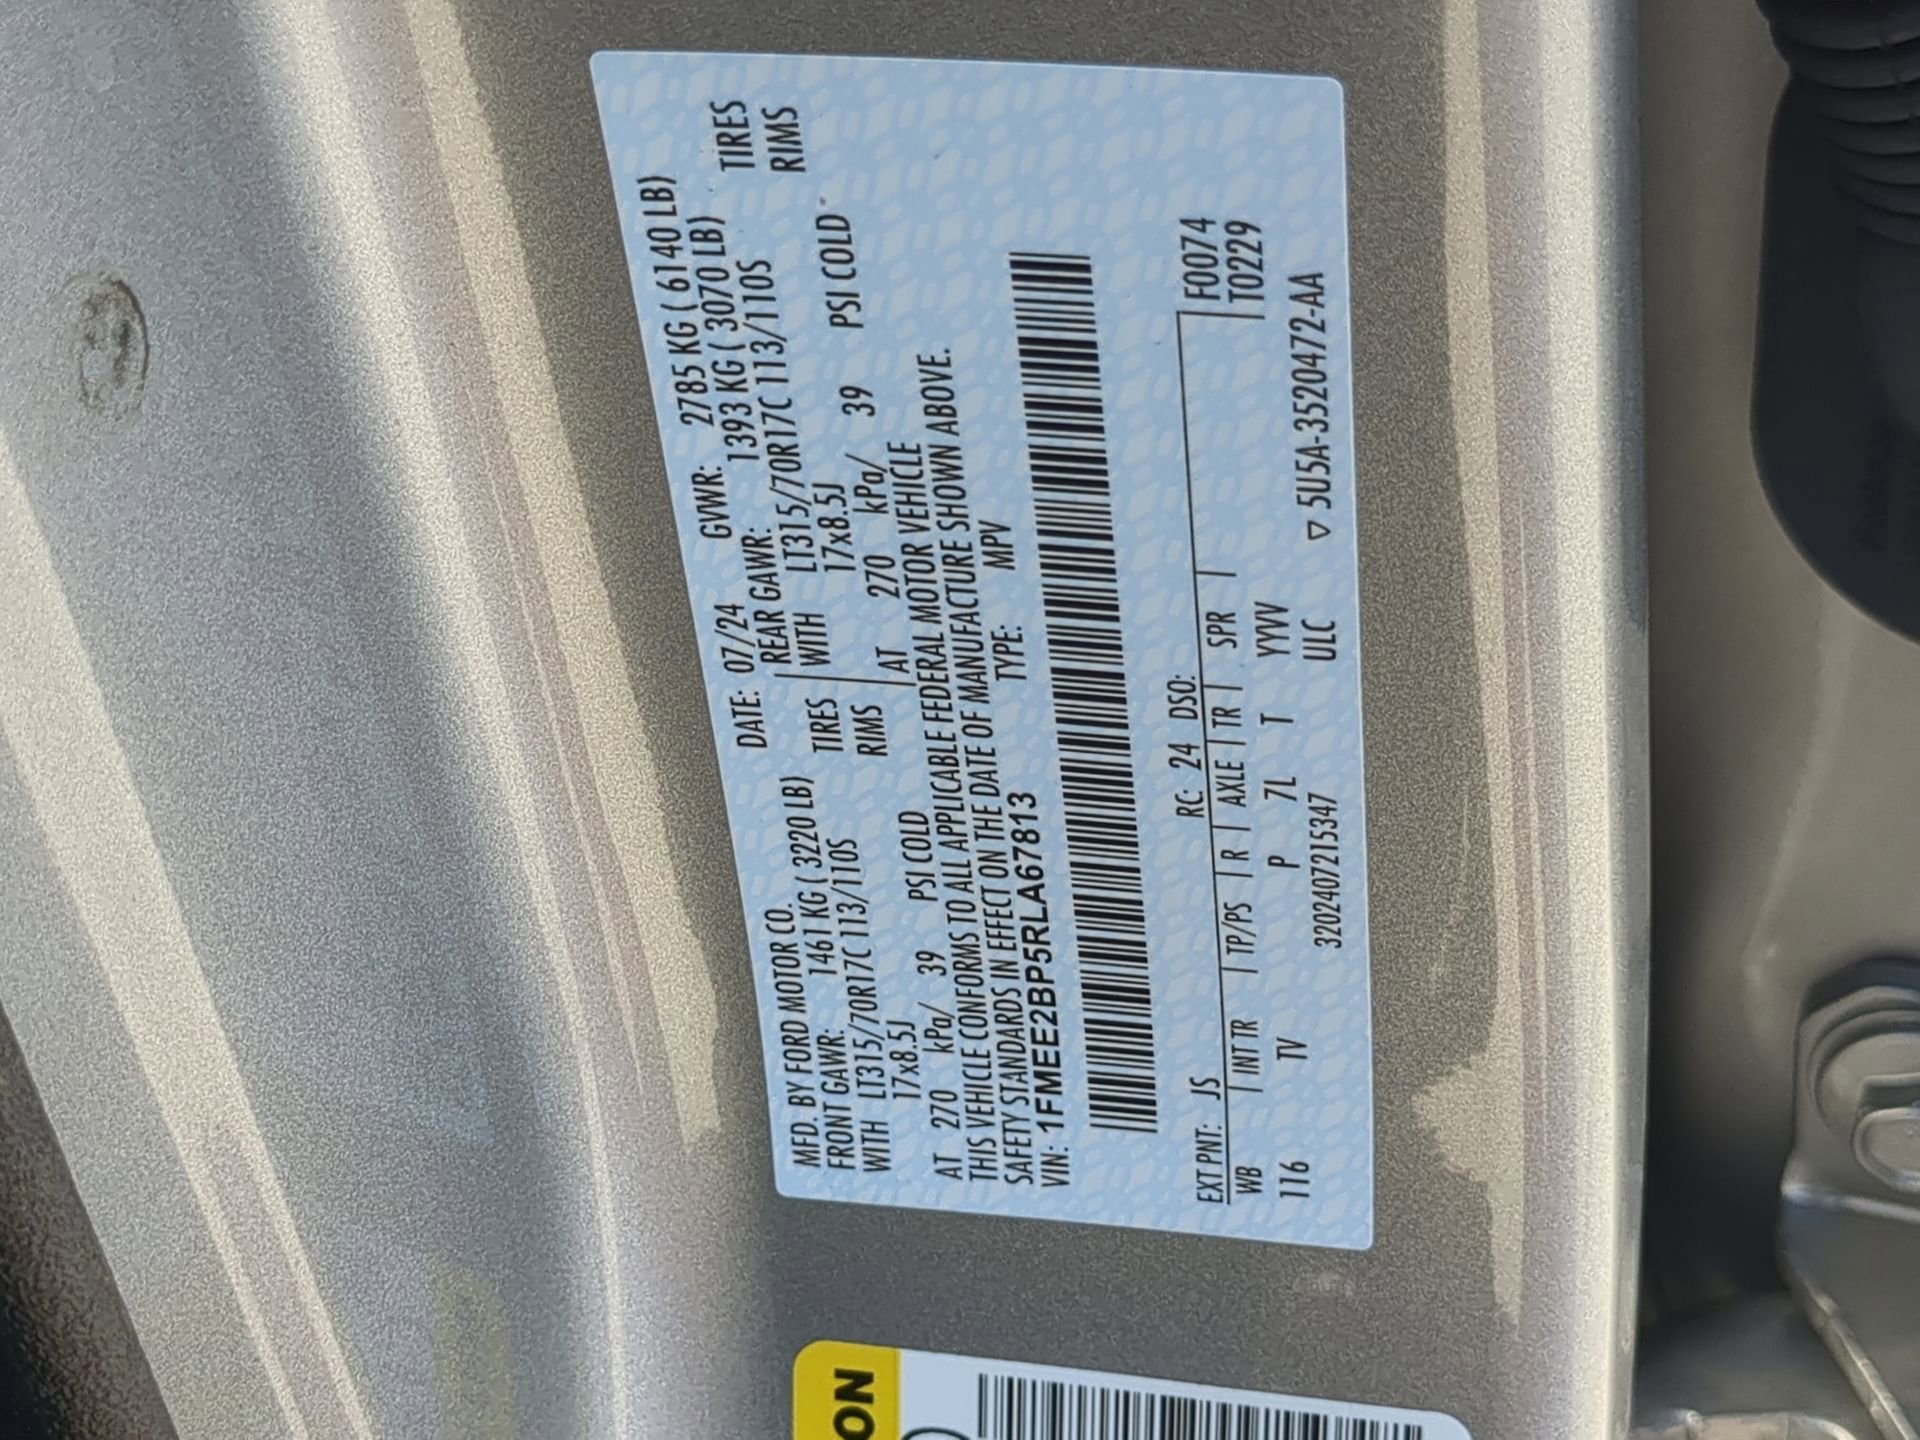 MFD. BY FORD MOTOR CO. DATE: 07/24 GVWR: 2785 KG ( 6140 LB)
FRONT GAWR: 1461 KG ( 3220 LB) REAR GAWR: 1393 KG ( 3070 LB)
WITH LT315/70R17C 113/110S TIRES WITH LT315/70R17C 113/110S TIRES
17x8.5J RIMS 17x8.5J RIMS
AT 270 kPa/ 39 PSI COLD AT 270 kPa/ 39 PSI COLD
THIS VEHICLE CONFORMS TO ALL APPLICABLE FEDERAL MOTOR VEHICLE
SAFETY STANDARDS IN EFFECT ON THE DATE OF MANUFACTURE SHOWN ABOVE.
VIN: 1FMEE2BP5RLA67813 TYPE: MPV
EXT PNT: JS RC: 24 DSO: F0074
WB INT TR TP/PS R AXLE TR SPR T0229
116 TV P 7L T YYVV
3202407215347 ULC ▽ 5U5A-3520472-AA
ON